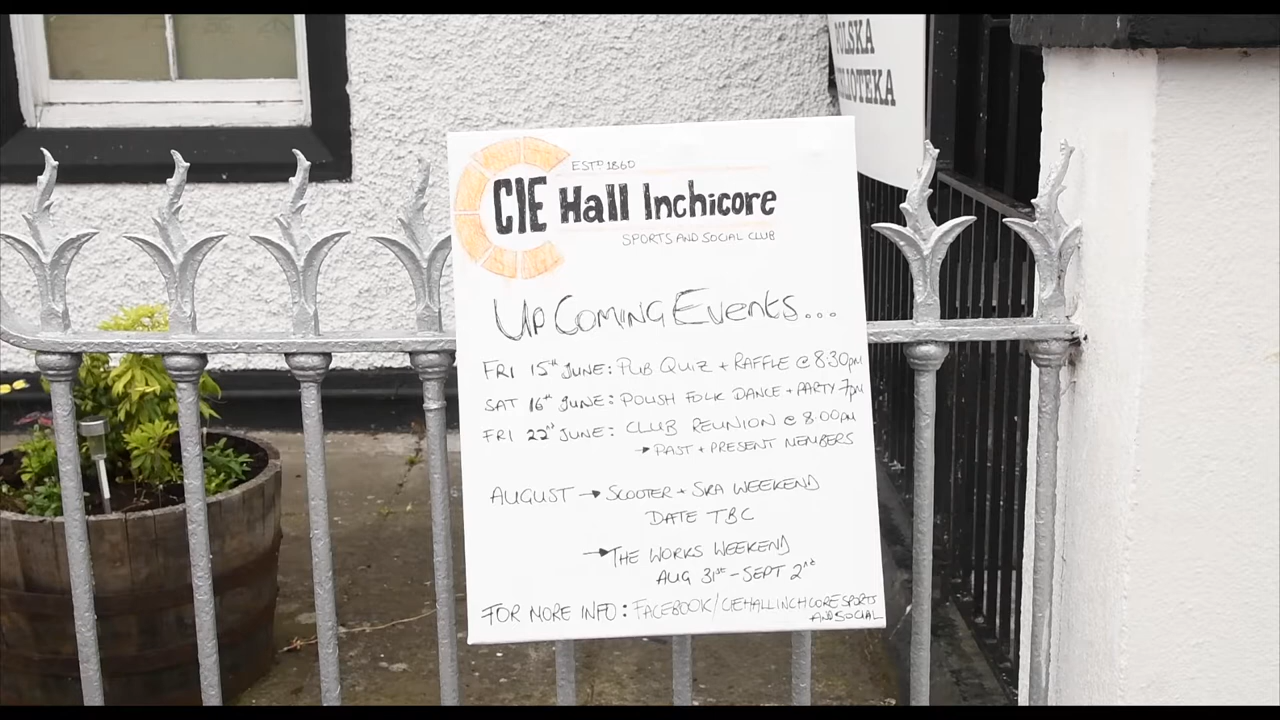 POLSKA
BIBLIOTEKA
ESTD 1860
CIE Hall Inchicore
SPORTS AND SOCIAL CLUB
UP COMING EVENTS...
FRI 15TH JUNE: PUB QUIZ + RAFFLE @ 8:30PM
SAT 16TH JUNE: POLISH FOLK DANCE + PARTY 7PM
FRI 22ND JUNE: CLUB REUNION @ 8.00PM
→ PAST + PRESENT MEMBERS
AUGUST → SCOOTER + SKA WEEKEND
DATE TBC
→ THE WORKS WEEKEND
AUG 31ST - SEPT 2ND
FOR MORE INFO: FACEBOOK/CIEHALLINCHCORESPORTS
ANDSOCIAL